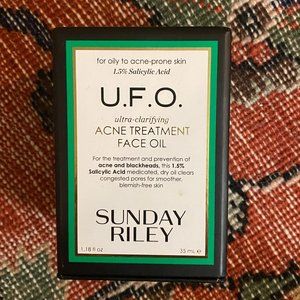 for oily to acne-prone skin
1.5% Salicylic Acid
U.F.O.
ultra-clarifying
ACNE TREATMENT
FACE OIL
For the treatment and prevention of
acne and blackheads, this 1.5%
Salicylic Acid medicated, dry oil clears
congested pores for smoother,
blemish-free skin
SUNDAY
RILEY
1.18 fl oz 35 mL e